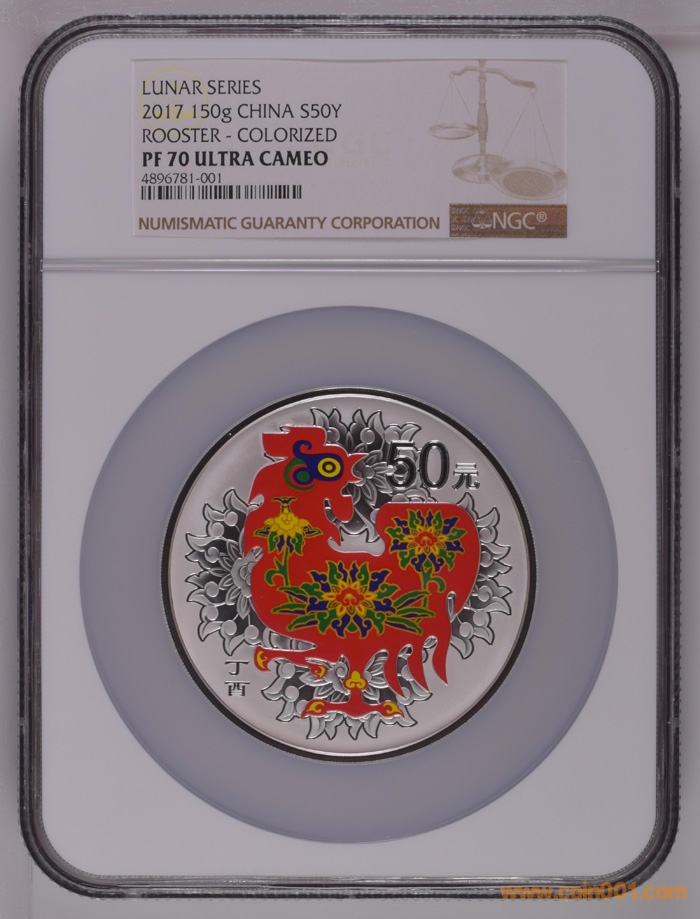 LUNAR SERIES
2017 150g CHINA S50Y
ROOSTER - COLORIZED
PF 70 ULTRA CAMEO
4896781-001
NUMISMATIC GUARANTY CORPORATION
NGC®
50元
丁
酉
www.coin001.com